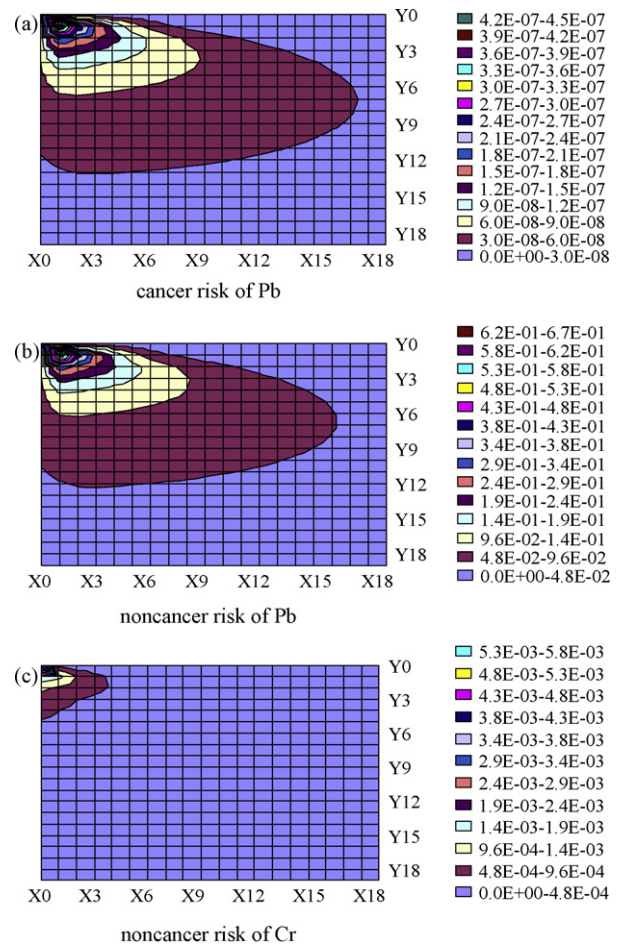 (a)
Y0
Y3
Y6
Y9
Y12
Y15
Y18
X0 X3 X6 X9 X12 X15 X18
cancer risk of Pb
4.2E-07-4.5E-07
3.9E-07-4.2E-07
3.6E-07-3.9E-07
3.3E-07-3.6E-07
3.0E-07-3.3E-07
2.7E-07-3.0E-07
2.4E-07-2.7E-07
2.1E-07-2.4E-07
1.8E-07-2.1E-07
1.5E-07-1.8E-07
1.2E-07-1.5E-07
9.0E-08-1.2E-07
6.0E-08-9.0E-08
3.0E-08-6.0E-08
0.0E+00-3.0E-08
(b)
Y0
Y3
Y6
Y9
Y12
Y15
Y18
X0 X3 X6 X9 X12 X15 X18
noncancer risk of Pb
6.2E-01-6.7E-01
5.8E-01-6.2E-01
5.3E-01-5.8E-01
4.8E-01-5.3E-01
4.3E-01-4.8E-01
3.8E-01-4.3E-01
3.4E-01-3.8E-01
2.9E-01-3.4E-01
2.4E-01-2.9E-01
1.9E-01-2.4E-01
1.4E-01-1.9E-01
9.6E-02-1.4E-01
4.8E-02-9.6E-02
0.0E+00-4.8E-02
(c)
Y0
Y3
Y6
Y9
Y12
Y15
Y18
X0 X3 X6 X9 X12 X15 X18
noncancer risk of Cr
5.3E-03-5.8E-03
4.8E-03-5.3E-03
4.3E-03-4.8E-03
3.8E-03-4.3E-03
3.4E-03-3.8E-03
2.9E-03-3.4E-03
2.4E-03-2.9E-03
1.9E-03-2.4E-03
1.4E-03-1.9E-03
9.6E-04-1.4E-03
4.8E-04-9.6E-04
0.0E+00-4.8E-04